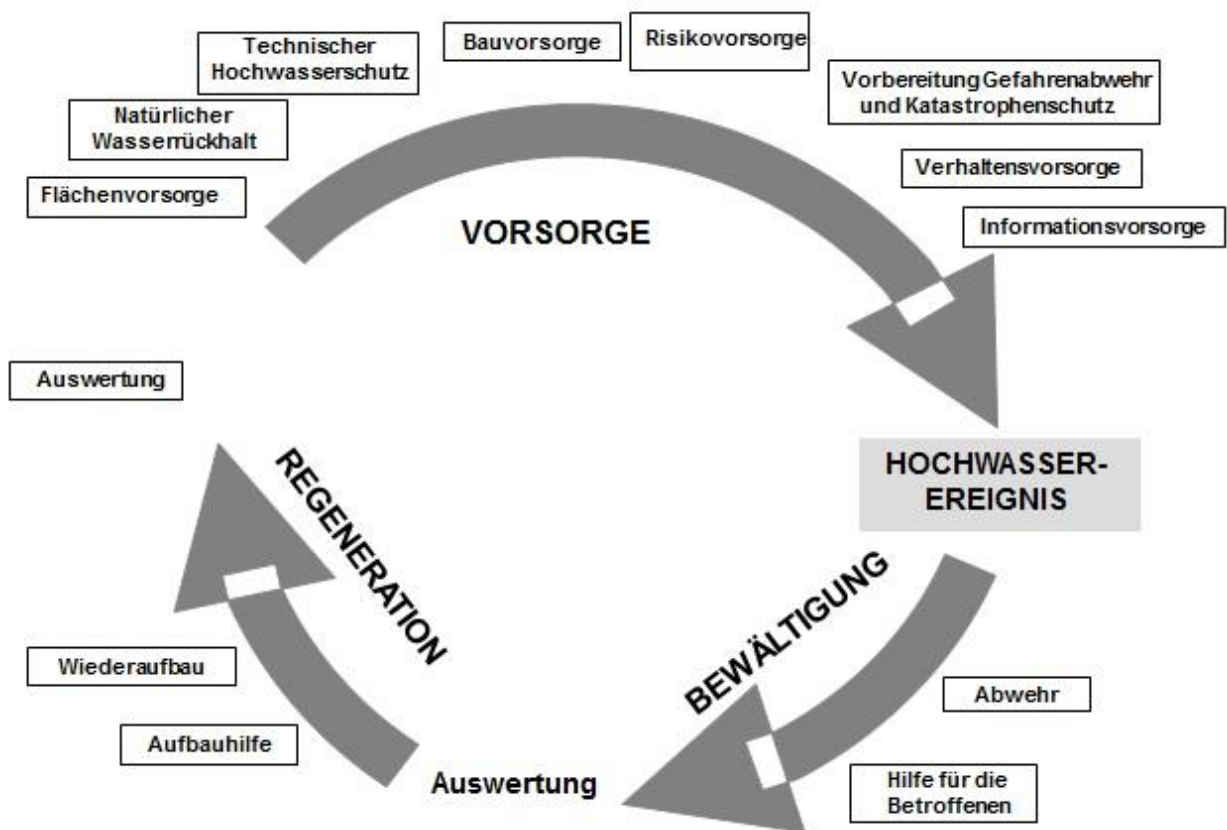 Technischer
Hochwasserschutz
Bauvorsorge
Risikovorsorge
Vorbereitung Gefahrenabwehr
und Katastrophenschutz
Natürlicher
Wasserrückhalt
Verhaltensvorsorge
Flächenvorsorge
Informationsvorsorge
VORSORGE
Auswertung
HOCHWASSER-
EREIGNIS
REGENERATION
BEWÄLTIGUNG
Wiederaufbau
Abwehr
Aufbauhilfe
Auswertung
Hilfe für die
Betroffenen